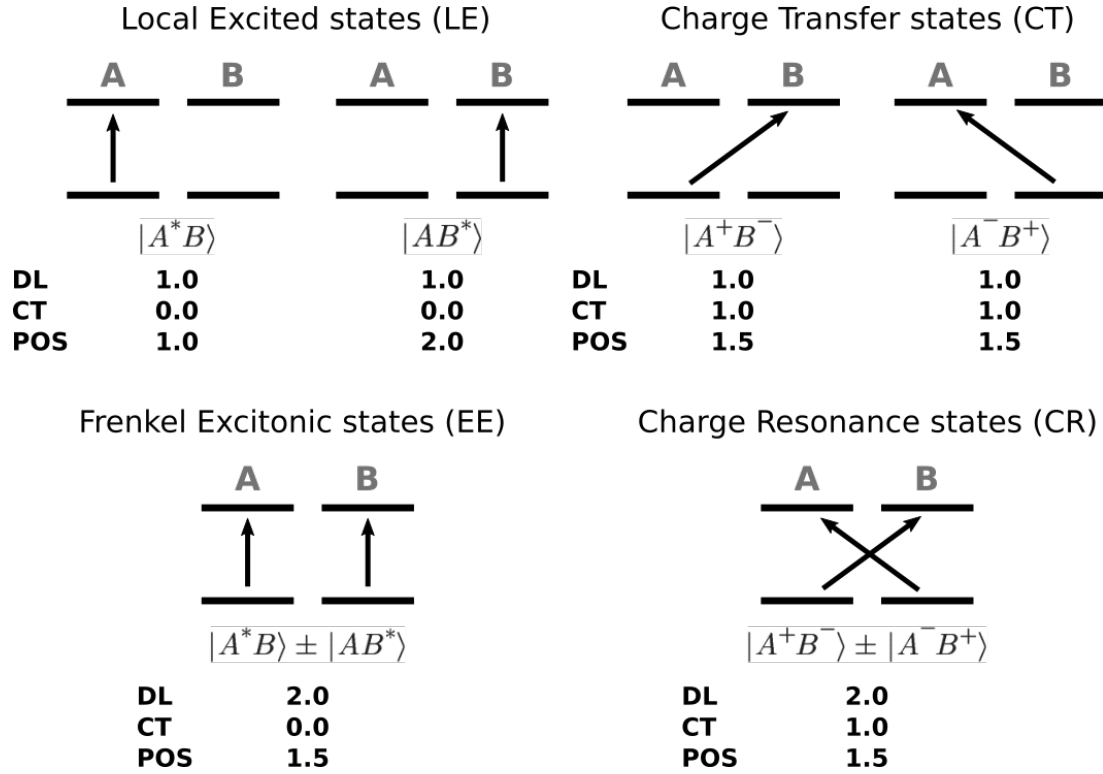 Local Excited states (LE)
A B A B
|A*B⟩ |AB*⟩
DL 1.0 1.0
CT 0.0 0.0
POS 1.0 2.0
Charge Transfer states (CT)
A B A B
|A⁺B⁻⟩ |A⁻B⁺⟩
DL 1.0 1.0
CT 1.0 1.0
POS 1.5 1.5
Frenkel Excitonic states (EE)
A B
|A*B⟩ ± |AB*⟩
DL 2.0
CT 0.0
POS 1.5
Charge Resonance states (CR)
A B
|A⁺B⁻⟩ ± |A⁻B⁺⟩
DL 2.0
CT 1.0
POS 1.5